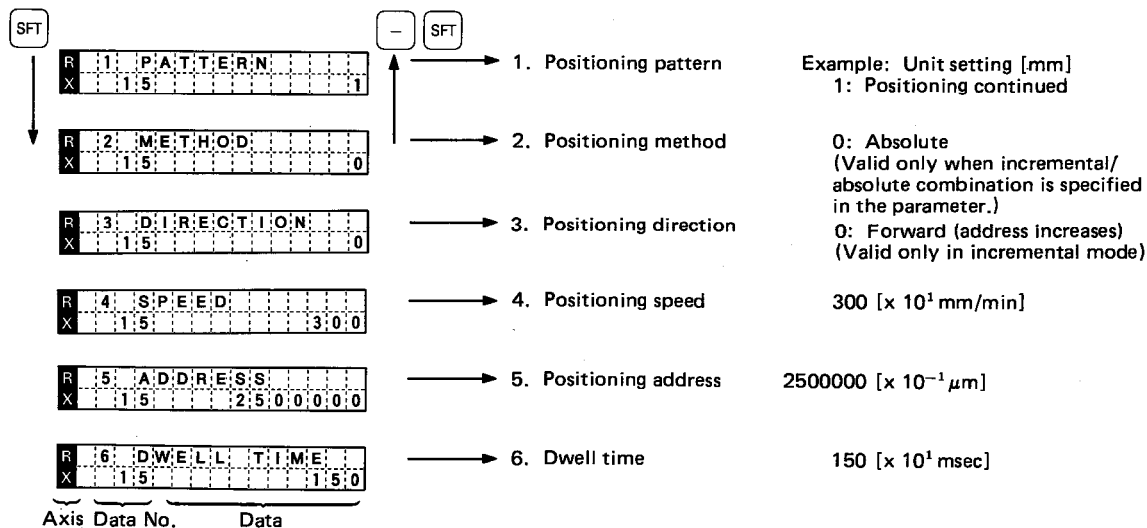 SFT
− SFT
R 1 PATTERN
X 15 1
1. Positioning pattern
Example: Unit setting [mm]
1: Positioning continued
R 2 METHOD
X 15 0
2. Positioning method
0: Absolute
(Valid only when incremental/
absolute combination is specified
in the parameter.)
R 3 DIRECTION
X 15 0
3. Positioning direction
0: Forward (address increases)
(Valid only in incremental mode)
R 4 SPEED
X 15 300
4. Positioning speed
300 [x 10¹ mm/min]
R 5 ADDRESS
X 15 2500000
5. Positioning address
2500000 [x 10⁻¹ μm]
R 6 DWELL TIME
X 15 150
6. Dwell time
150 [x 10¹ msec]
Axis Data No. Data